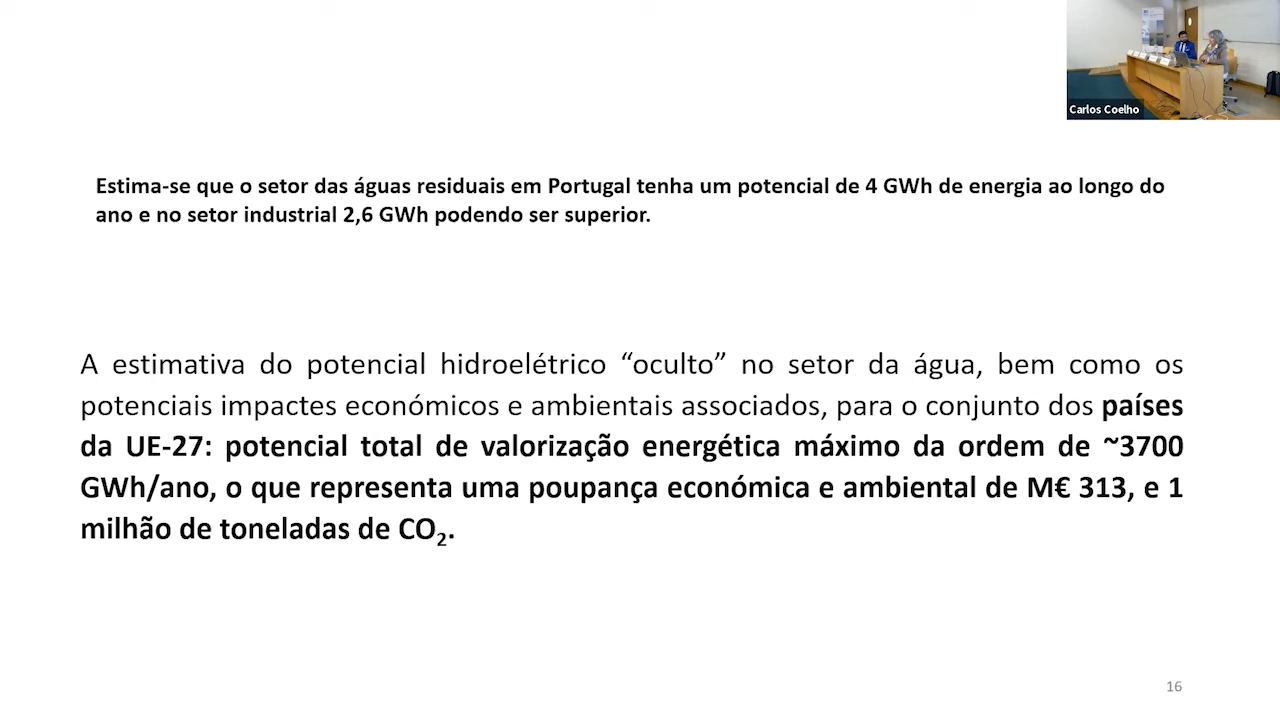 Carlos Coelho
Estima-se que o setor das águas residuais em Portugal tenha um potencial de 4 GWh de energia ao longo do
ano e no setor industrial 2,6 GWh podendo ser superior.
A estimativa do potencial hidroelétrico “oculto” no setor da água, bem como os
potenciais impactes económicos e ambientais associados, para o conjunto dos países
da UE-27: potencial total de valorização energética máximo da ordem de ~3700
GWh/ano, o que representa uma poupança económica e ambiental de M€ 313, e 1
milhão de toneladas de CO₂.
16